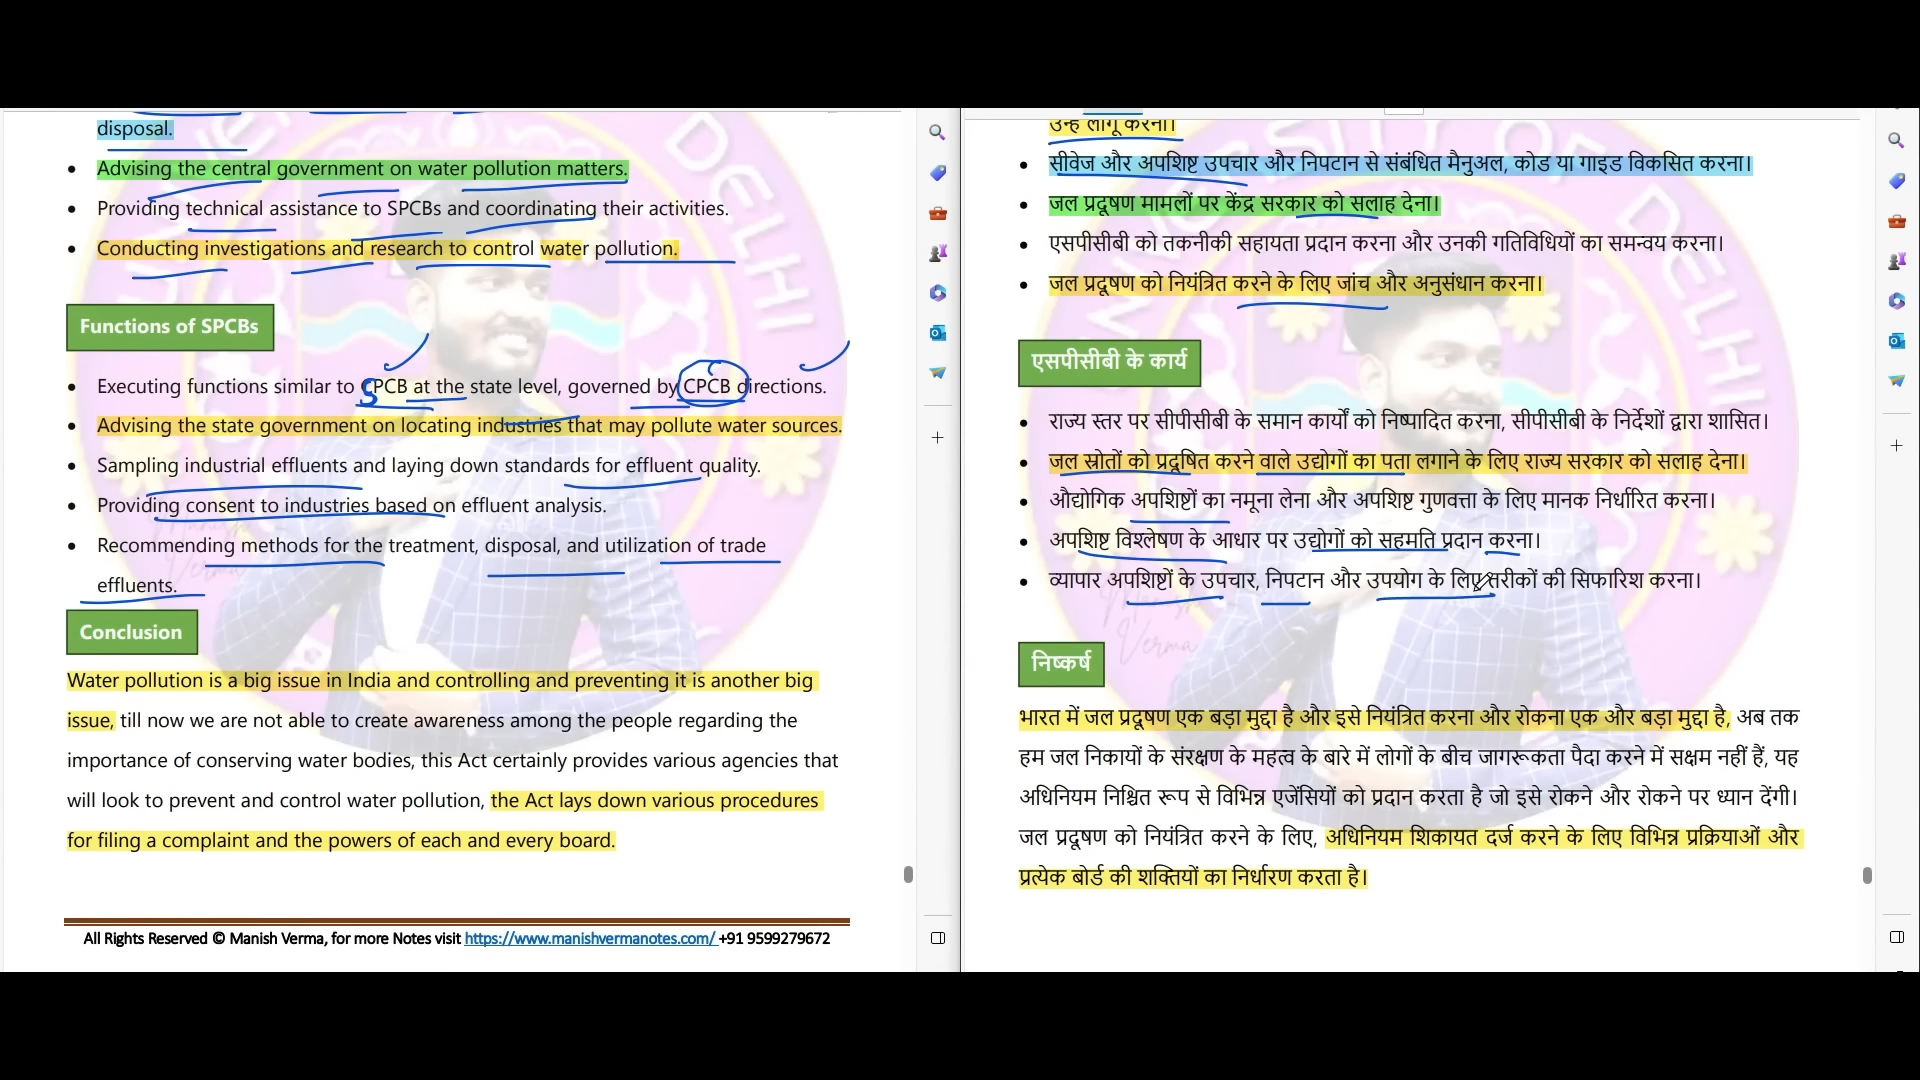 disposal.
Advising the central government on water pollution matters.
Providing technical assistance to SPCBs and coordinating their activities.
Conducting investigations and research to control water pollution.
Functions of SPCBs
Executing functions similar to SPCB at the state level, governed by CPCB directions.
Advising the state government on locating industries that may pollute water sources.
Sampling industrial effluents and laying down standards for effluent quality.
Providing consent to industries based on effluent analysis.
Recommending methods for the treatment, disposal, and utilization of trade
effluents.
Conclusion
Water pollution is a big issue in India and controlling and preventing it is another big
issue, till now we are not able to create awareness among the people regarding the
importance of conserving water bodies, this Act certainly provides various agencies that
will look to prevent and control water pollution, the Act lays down various procedures
for filing a complaint and the powers of each and every board.
All Rights Reserved © Manish Verma, for more Notes visit https://www.manishvermanotes.com/ +91 9599279672
उन्हें लागू करना।
सीवेज और अपशिष्ट उपचार और निपटान से संबंधित मैनुअल, कोड या गाइड विकसित करना।
जल प्रदूषण मामलों पर केंद्र सरकार को सलाह देना।
एसपीसीबी को तकनीकी सहायता प्रदान करना और उनकी गतिविधियों का समन्वय करना।
जल प्रदूषण को नियंत्रित करने के लिए जांच और अनुसंधान करना।
एसपीसीबी के कार्य
राज्य स्तर पर सीपीसीबी के समान कार्यों को निष्पादित करना, सीपीसीबी के निर्देशों द्वारा शासित।
जल स्रोतों को प्रदूषित करने वाले उद्योगों का पता लगाने के लिए राज्य सरकार को सलाह देना।
औद्योगिक अपशिष्टों का नमूना लेना और अपशिष्ट गुणवत्ता के लिए मानक निर्धारित करना।
अपशिष्ट विश्लेषण के आधार पर उद्योगों को सहमति प्रदान करना।
व्यापार अपशिष्टों के उपचार, निपटान और उपयोग के लिए तरीकों की सिफारिश करना।
निष्कर्ष
भारत में जल प्रदूषण एक बड़ा मुद्दा है और इसे नियंत्रित करना और रोकना एक और बड़ा मुद्दा है, अब तक
हम जल निकायों के संरक्षण के महत्व के बारे में लोगों के बीच जागरूकता पैदा करने में सक्षम नहीं हैं, यह
अधिनियम निश्चित रूप से विभिन्न एजेंसियों को प्रदान करता है जो इसे रोकने और रोकने पर ध्यान देंगी।
जल प्रदूषण को नियंत्रित करने के लिए, अधिनियम शिकायत दर्ज करने के लिए विभिन्न प्रक्रियाओं और
प्रत्येक बोर्ड की शक्तियों का निर्धारण करता है।